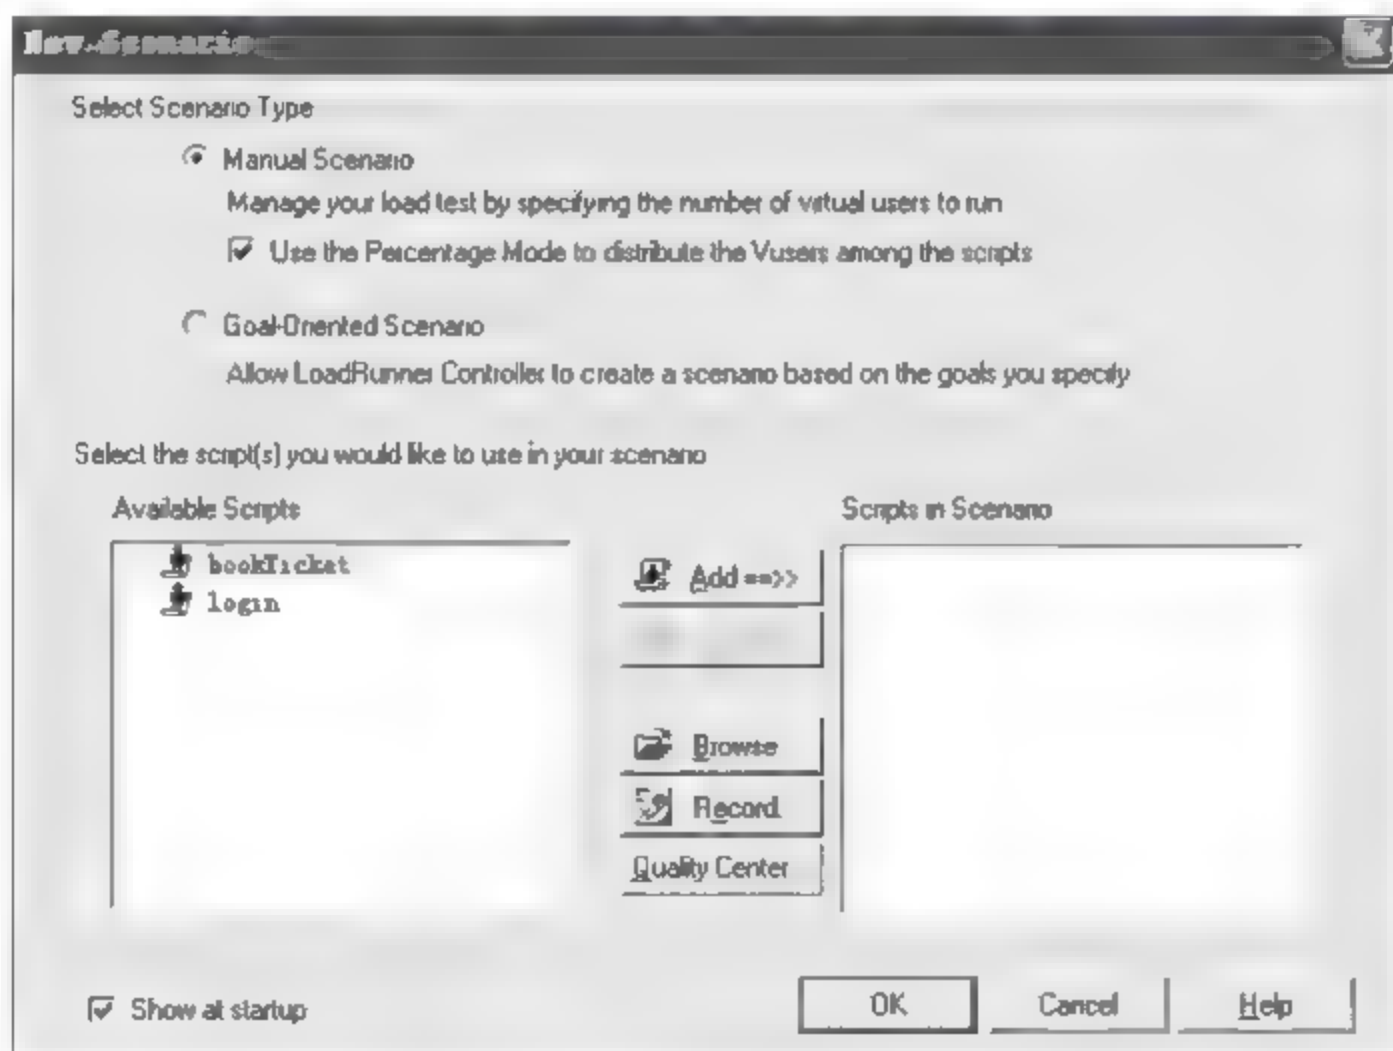 New Scenario
Select Scenario Type
Manual Scenario
Manage your load test by specifying the number of virtual users to run
Use the Percentage Mode to distribute the Vusers among the scripts
Goal-Oriented Scenario
Allow LoadRunner Controller to create a scenario based on the goals you specify
Select the script(s) you would like to use in your scenario
Available Scripts
Scripts in Scenario
bookTicket
login
Add ==>>
Browse
Record
Quality Center
Show at startup
OK
Cancel
Help